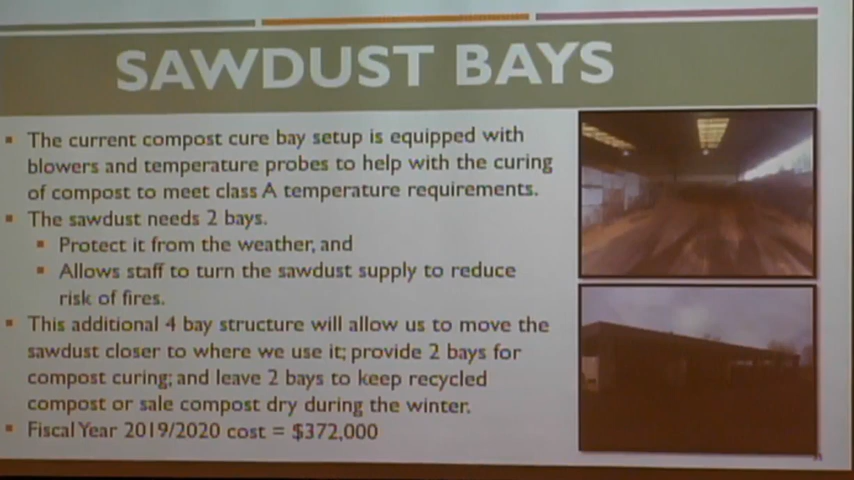 SAWDUST BAYS
▪ The current compost cure bay setup is equipped with
blowers and temperature probes to help with the curing
of compost to meet class A temperature requirements.
▪ The sawdust needs 2 bays.
▪ Protect it from the weather, and
▪ Allows staff to turn the sawdust supply to reduce
risk of fires.
▪ This additional 4 bay structure will allow us to move the
sawdust closer to where we use it; provide 2 bays for
compost curing; and leave 2 bays to keep recycled
compost or sale compost dry during the winter.
▪ Fiscal Year 2019/2020 cost = $372,000